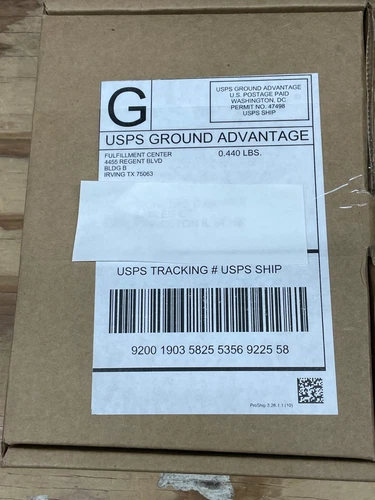 G
USPS GROUND ADVANTAGE
U.S. POSTAGE PAID
WASHINGTON, DC
PERMIT NO. 47498
USPS SHIP
USPS GROUND ADVANTAGE
FULFILLMENT CENTER 0.440 LBS.
4455 REGENT BLVD
BLDG B
IRVING TX 75063
USPS TRACKING # USPS SHIP
9200 1903 5825 5356 9225 58